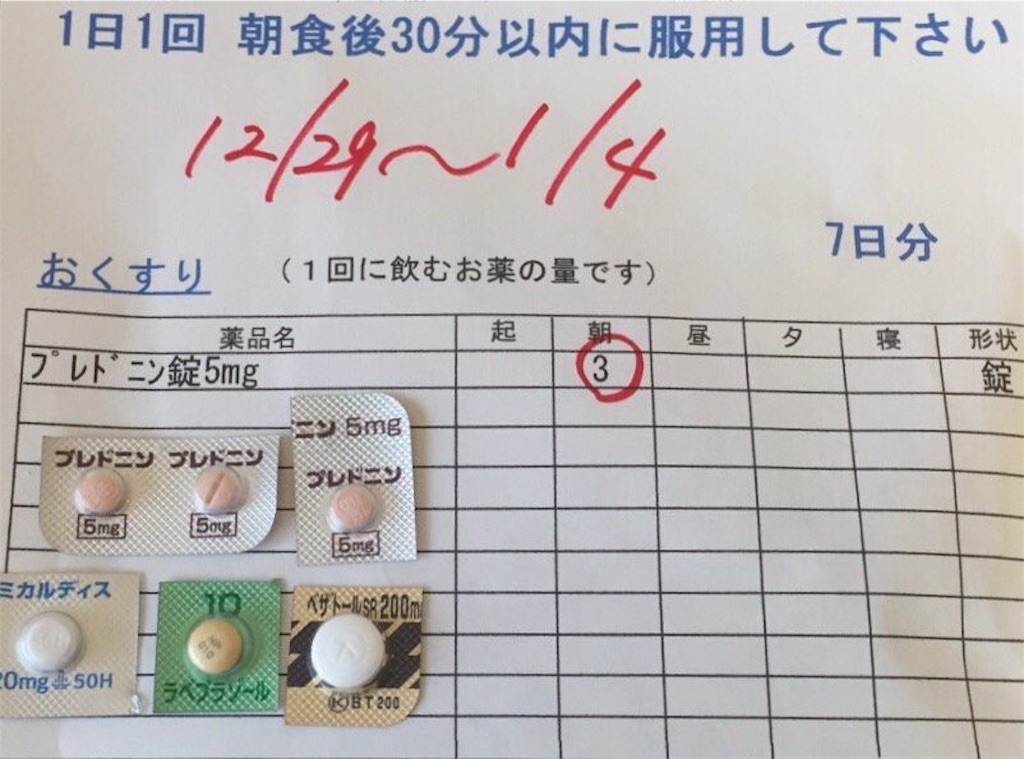 1日1回 朝食後30分以内に服用して下さい
12/29～1/4
7日分
おくすり (1回に飲むお薬の量です)
薬品名 起 朝 昼 夕 寝 形状
プレドニン錠5mg 3 錠
ニン 5mg
プレドニン プレドニン
プレドニン
5mg 5mg
5mg
ミカルディス
20mg 50H
10
ラベプラゾール
ベザトールSR200m
KBT200